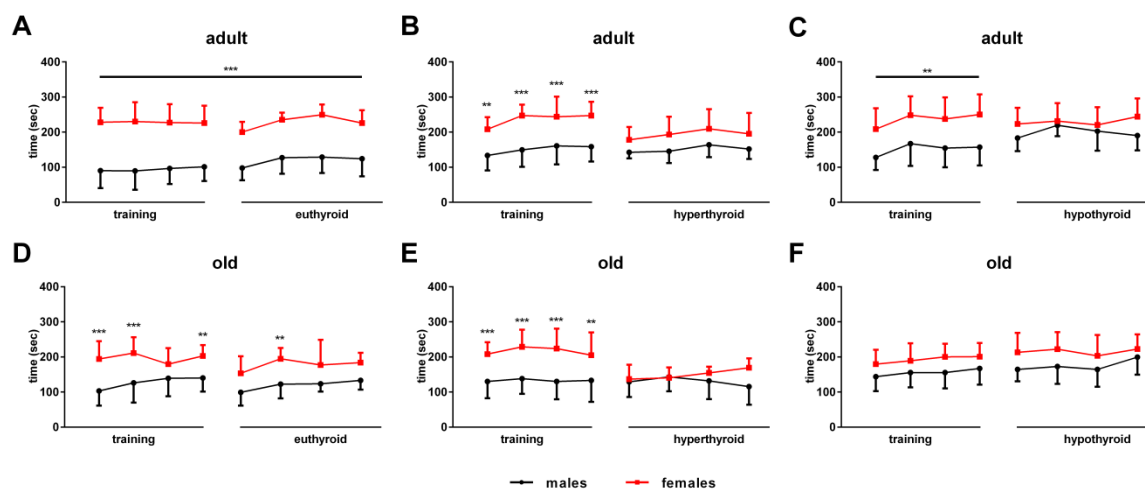 A
adult
400
300
200
100
0
time (sec)
***
training
euthyroid
B
adult
400
300
200
100
0
time (sec)
**
***
***
***
training
hyperthyroid
C
adult
400
300
200
100
0
time (sec)
**
training
hypothyroid
D
old
400
300
200
100
0
time (sec)
***
***
**
**
training
euthyroid
E
old
400
300
200
100
0
time (sec)
***
***
***
**
training
hyperthyroid
F
old
400
300
200
100
0
time (sec)
training
hypothyroid
males
females